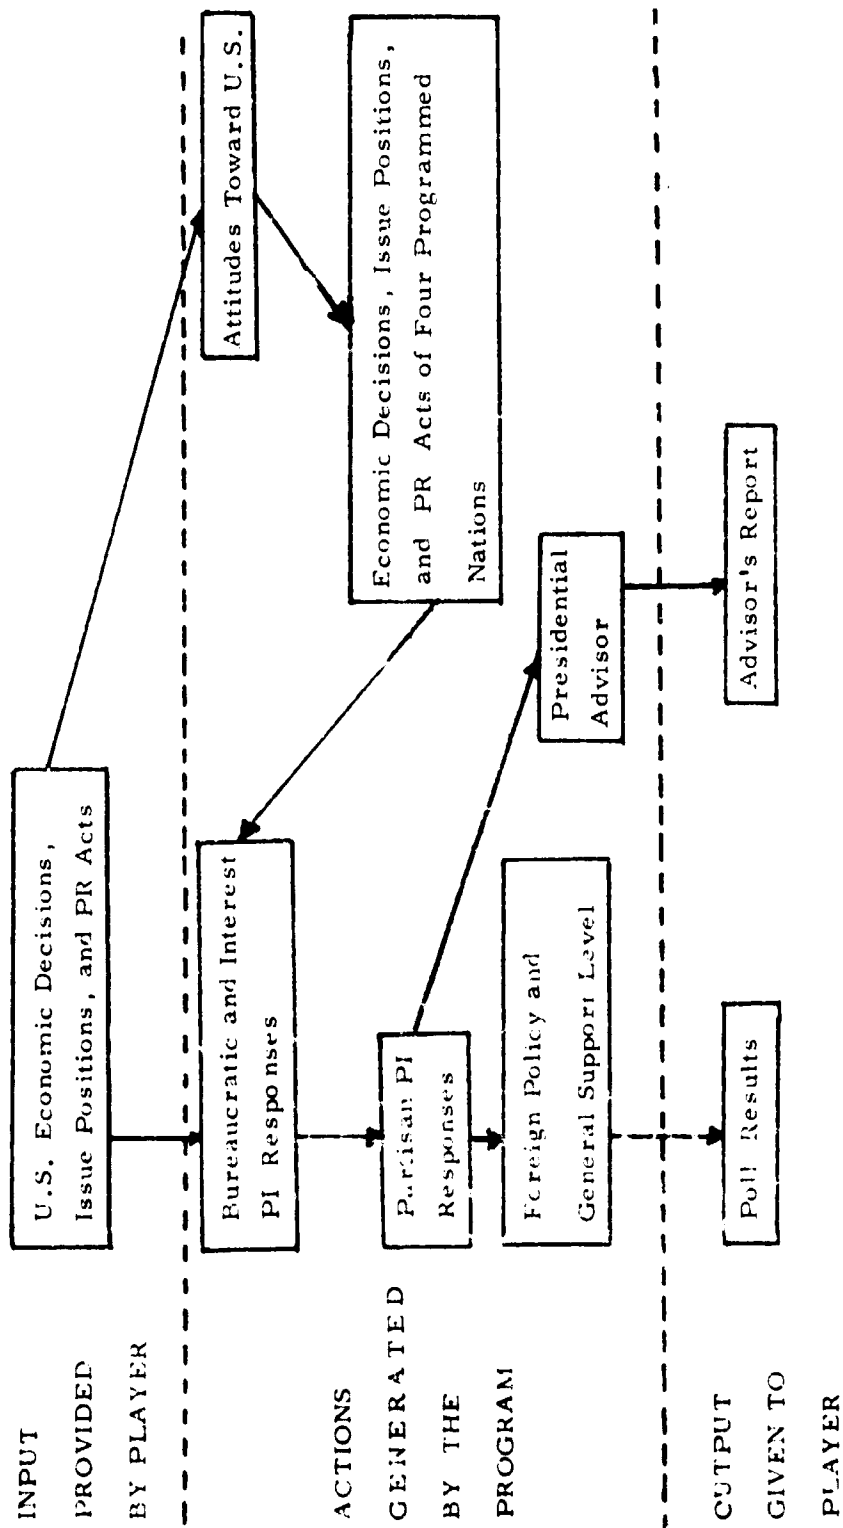 INPUT
PROVIDED
BY PLAYER
U.S. Economic Decisions,
Issue Positions, and PR Acts
Attitudes Toward U.S.
Bureaucratic and Interest
PI Responses
Economic Decisions, Issue Positions,
and PR Acts of Four Programmed
Nations
ACTIONS
GENERATED
BY THE
PROGRAM
Partisan PI
Responses
Presidential
Advisor
Foreign Policy and
General Support Level
OUTPUT
GIVEN TO
PLAYER
Poll Results
Advisor's Report